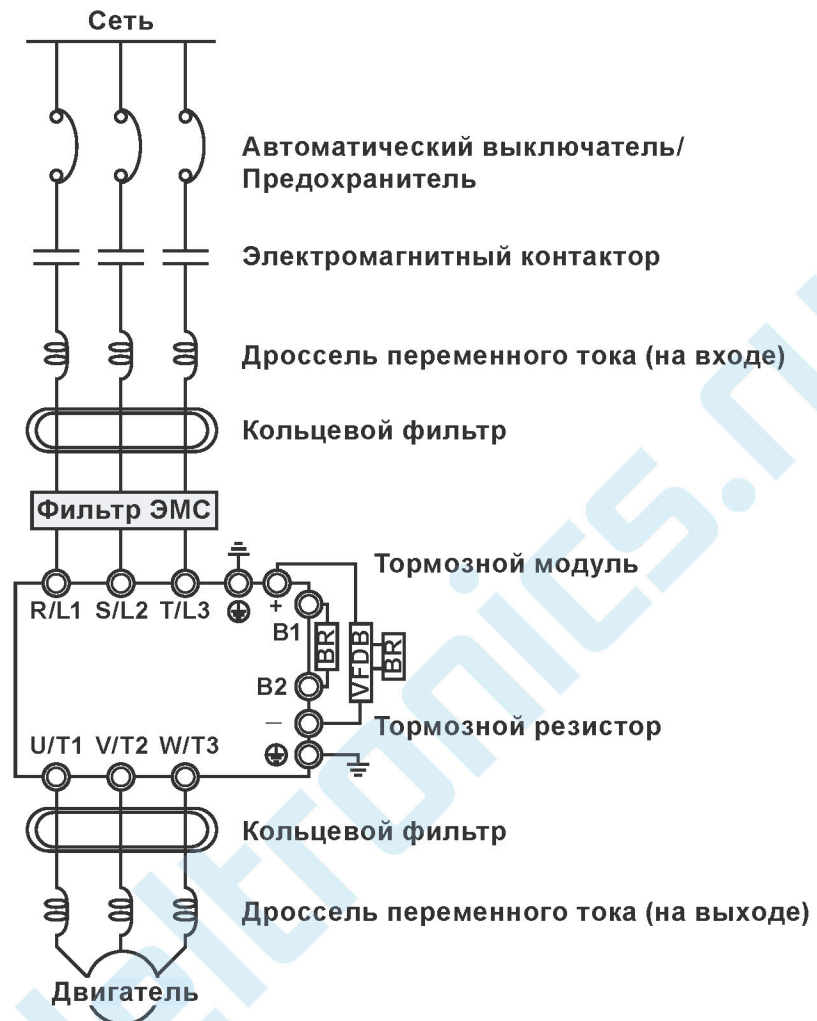 Сеть
Автоматический выключатель/
Предохранитель
Электромагнитный контактор
Дроссель переменного тока (на входе)
Кольцевой фильтр
Фильтр ЭМС
Тормозной модуль
R/L1 S/L2 T/L3 +
B1
BR
VFDB
BR
B2
–
Тормозной резистор
U/T1 V/T2 W/T3
Кольцевой фильтр
Дроссель переменного тока (на выходе)
Двигатель
eltronics.ru